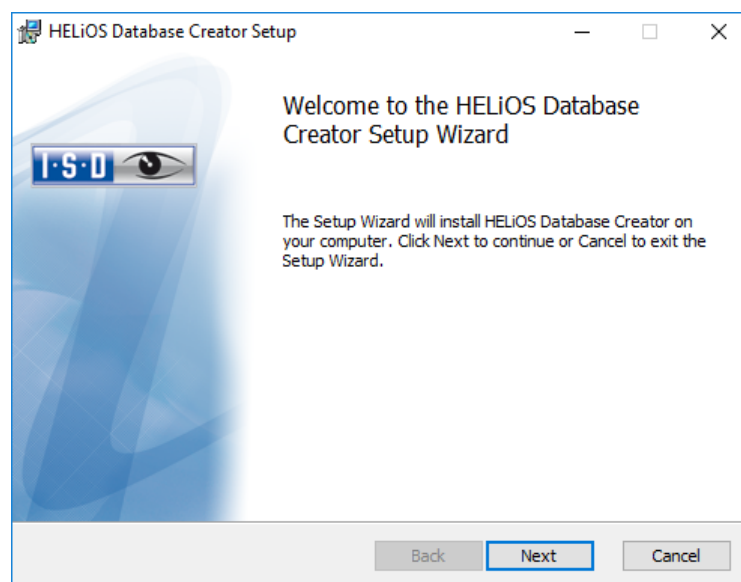 HELiOS Database Creator Setup
Welcome to the HELiOS Database
Creator Setup Wizard
I·S·D
The Setup Wizard will install HELiOS Database Creator on
your computer. Click Next to continue or Cancel to exit the
Setup Wizard.
Back Next Cancel